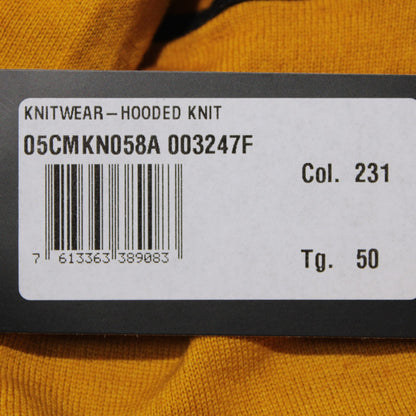 KNITWEAR–HOODED KNIT
05CMKN058A 003247F
Col. 231
7 613363 389083
Tg. 50